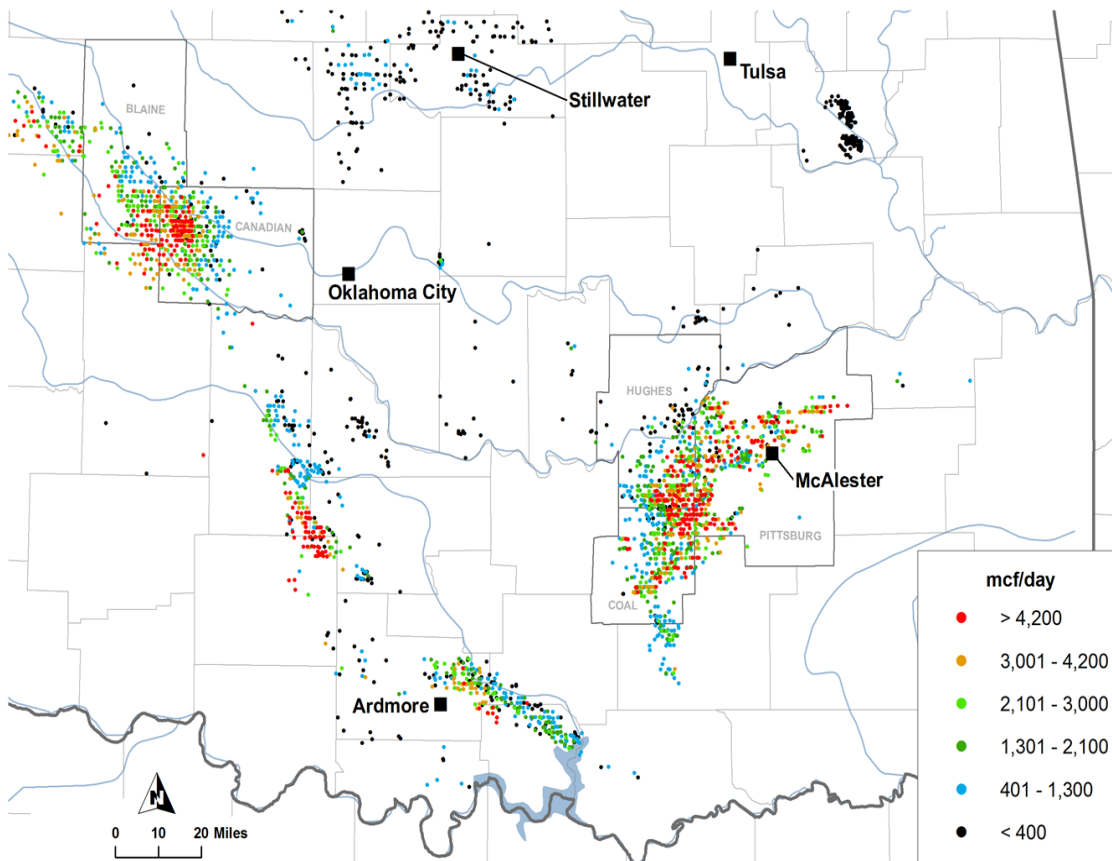 Stillwater
Tulsa
BLAINE
CANADIAN
Oklahoma City
HUGHES
McAlester
PITTSBURG
COAL
Ardmore
N
0 10 20 Miles
mcf/day
> 4,200
3,001 - 4,200
2,101 - 3,000
1,301 - 2,100
401 - 1,300
< 400